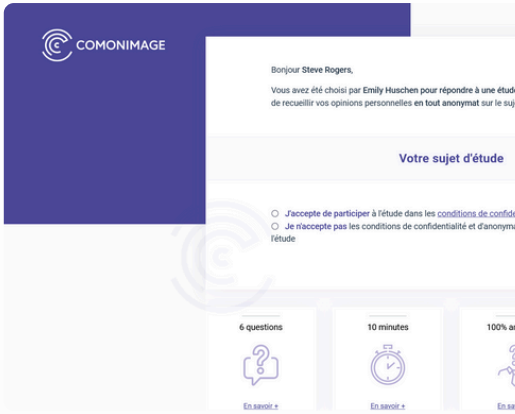 COMONIMAGE
Bonjour Steve Rogers,
Vous avez été choisi par Emily Huschen pour répondre à une étude
de recueillir vos opinions personnelles en tout anonymat sur le suj
Votre sujet d'étude
J'accepte de participer à l'étude dans les conditions de confide
Je n'accepte pas les conditions de confidentialité et d'anonyma
l'étude
6 questions
10 minutes
100% a
En savoir +
En savoir +
En sa